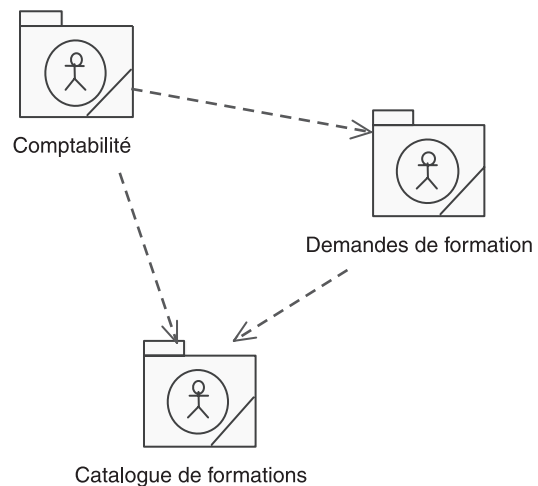 Comptabilité
Demandes de formation
Catalogue de formations